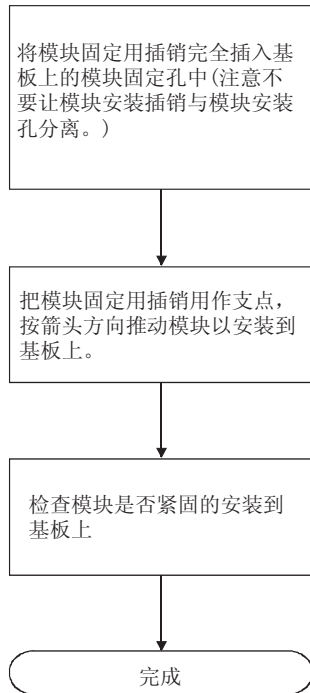 将模块固定用插销完全插入基
板上的模块固定孔中(注意不
要让模块安装插销与模块安装
孔分离。)
把模块固定用插销用作支点，
按箭头方向推动模块以安装到
基板上。
检查模块是否紧固的安装到
基板上
完成